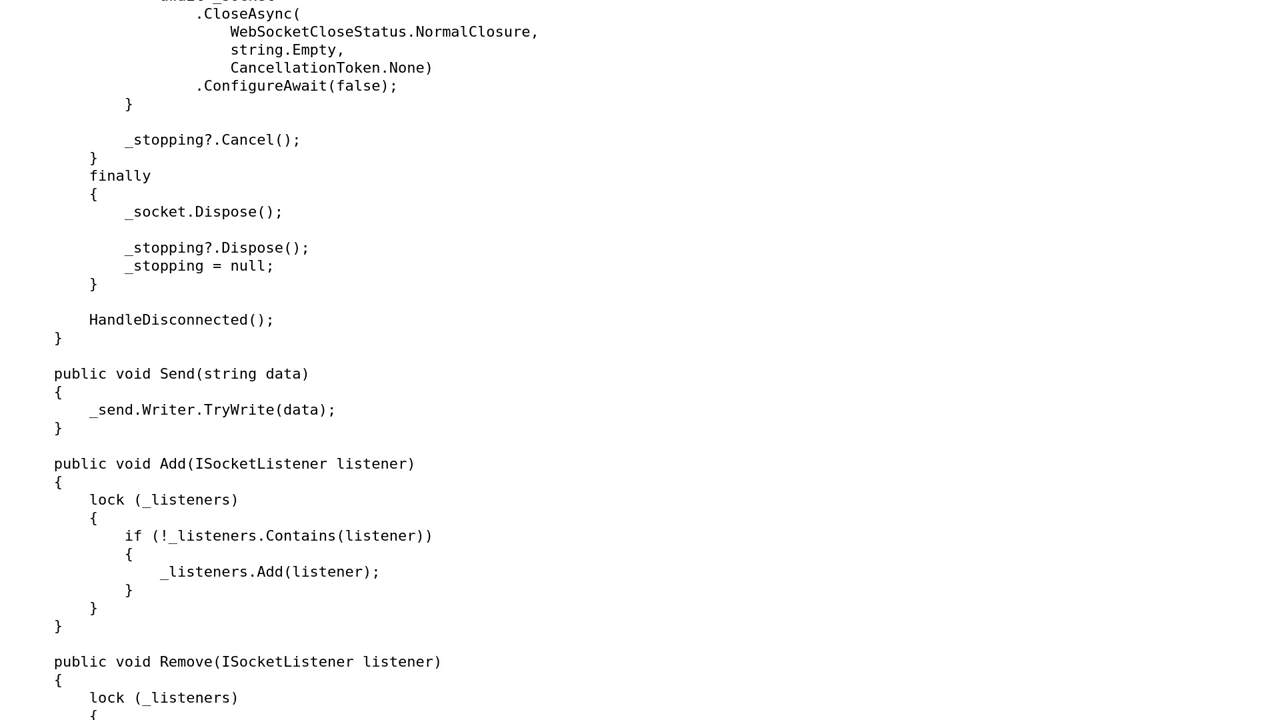 .CloseAsync(
                        WebSocketCloseStatus.NormalClosure,
                        string.Empty,
                        CancellationToken.None)
                    .ConfigureAwait(false);
            }

            _stopping?.Cancel();
        }
        finally
        {
            _socket.Dispose();

            _stopping?.Dispose();
            _stopping = null;
        }

        HandleDisconnected();
    }

    public void Send(string data)
    {
        _send.Writer.TryWrite(data);
    }

    public void Add(ISocketListener listener)
    {
        lock (_listeners)
        {
            if (!_listeners.Contains(listener))
            {
                _listeners.Add(listener);
            }
        }
    }

    public void Remove(ISocketListener listener)
    {
        lock (_listeners)
        {